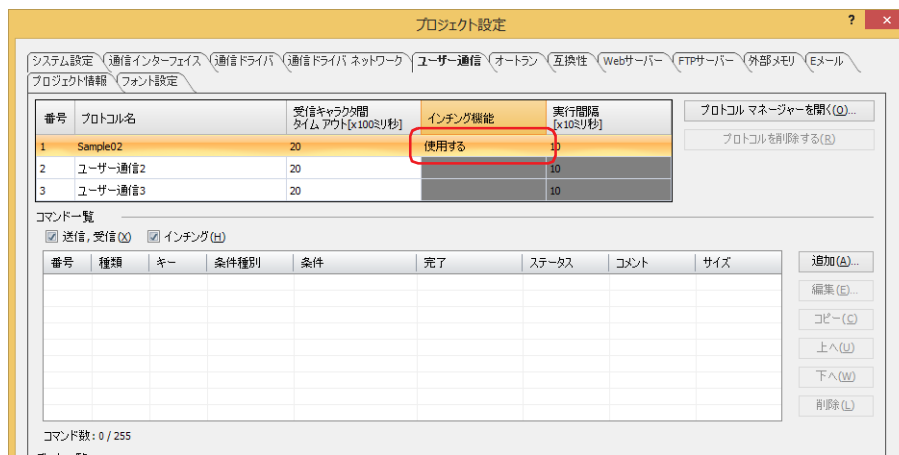 プロジェクト設定
? ×
システム設定 通信インターフェイス 通信ドライバ 通信ドライバ ネットワーク ユーザー通信 オートラン 互換性 Webサーバー FTPサーバー 外部メモリ Eメール
プロジェクト情報 フォント設定
番号 プロトコル名 受信キャラクタ間 タイム アウト[x100ミリ秒] インチング機能 実行間隔 [x10ミリ秒]
プロトコル マネージャーを開く(O)...
1 Sample02 20 使用する 10
プロトコルを削除する(R)
2 ユーザー通信2 20 10
3 ユーザー通信3 20 10
コマンド一覧
送信, 受信(X) インチング(H)
番号 種類 キー 条件種別 条件 完了 ステータス コメント サイズ
追加(A)...
編集(E)...
コピー(C)
上へ(U)
下へ(W)
削除(L)
コマンド数: 0 / 255